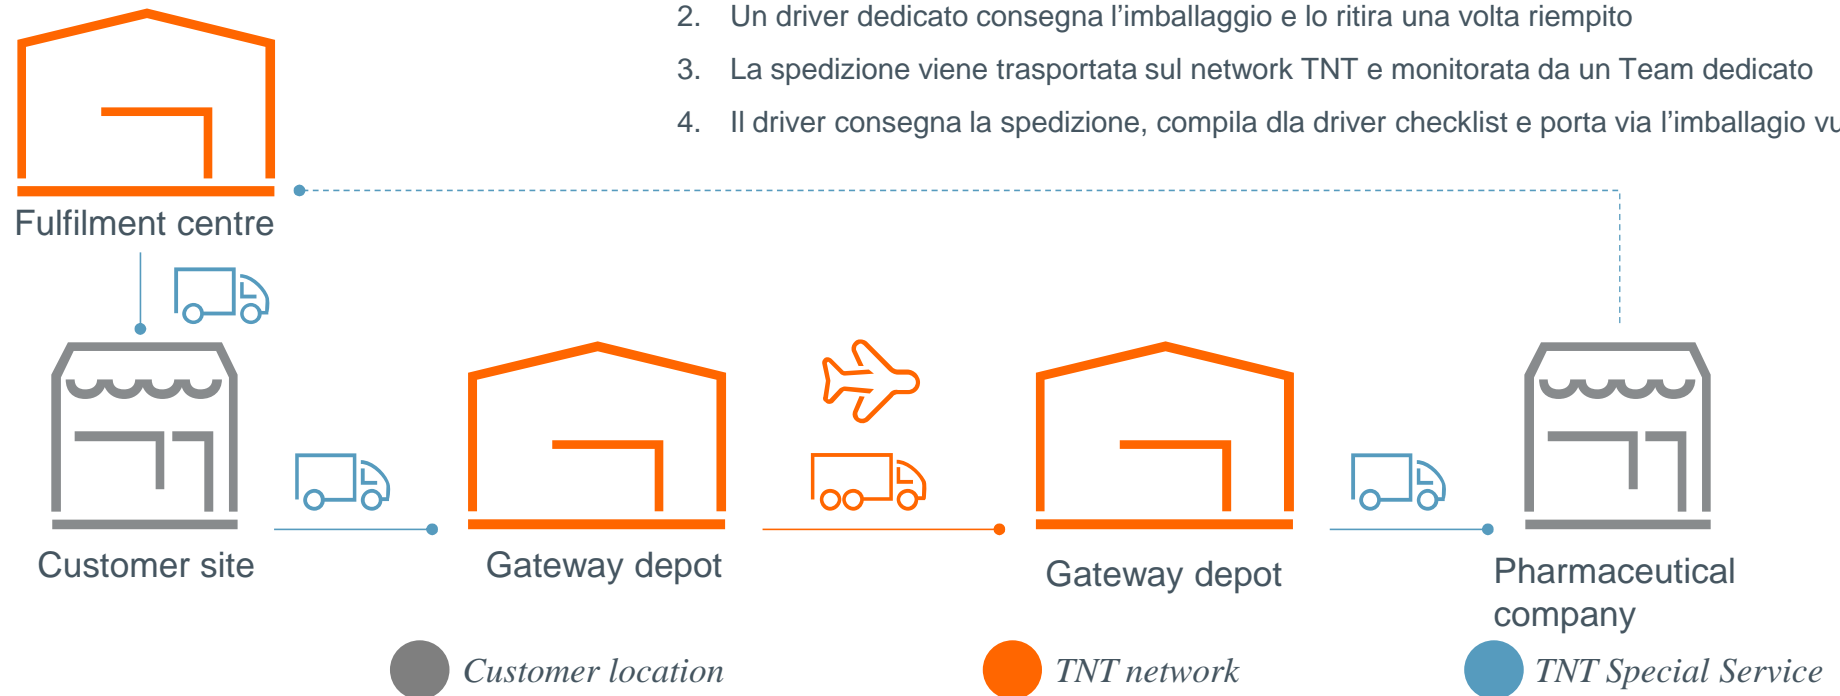 2. Un driver dedicato consegna l’imballaggio e lo ritira una volta riempito
3. La spedizione viene trasportata sul network TNT e monitorata da un Team dedicato
4. Il driver consegna la spedizione, compila dla driver checklist e porta via l’imballagio
Fulfilment centre
Customer site
Gateway depot
Gateway depot
Pharmaceutical
company
Customer location
TNT network
TNT Special Service